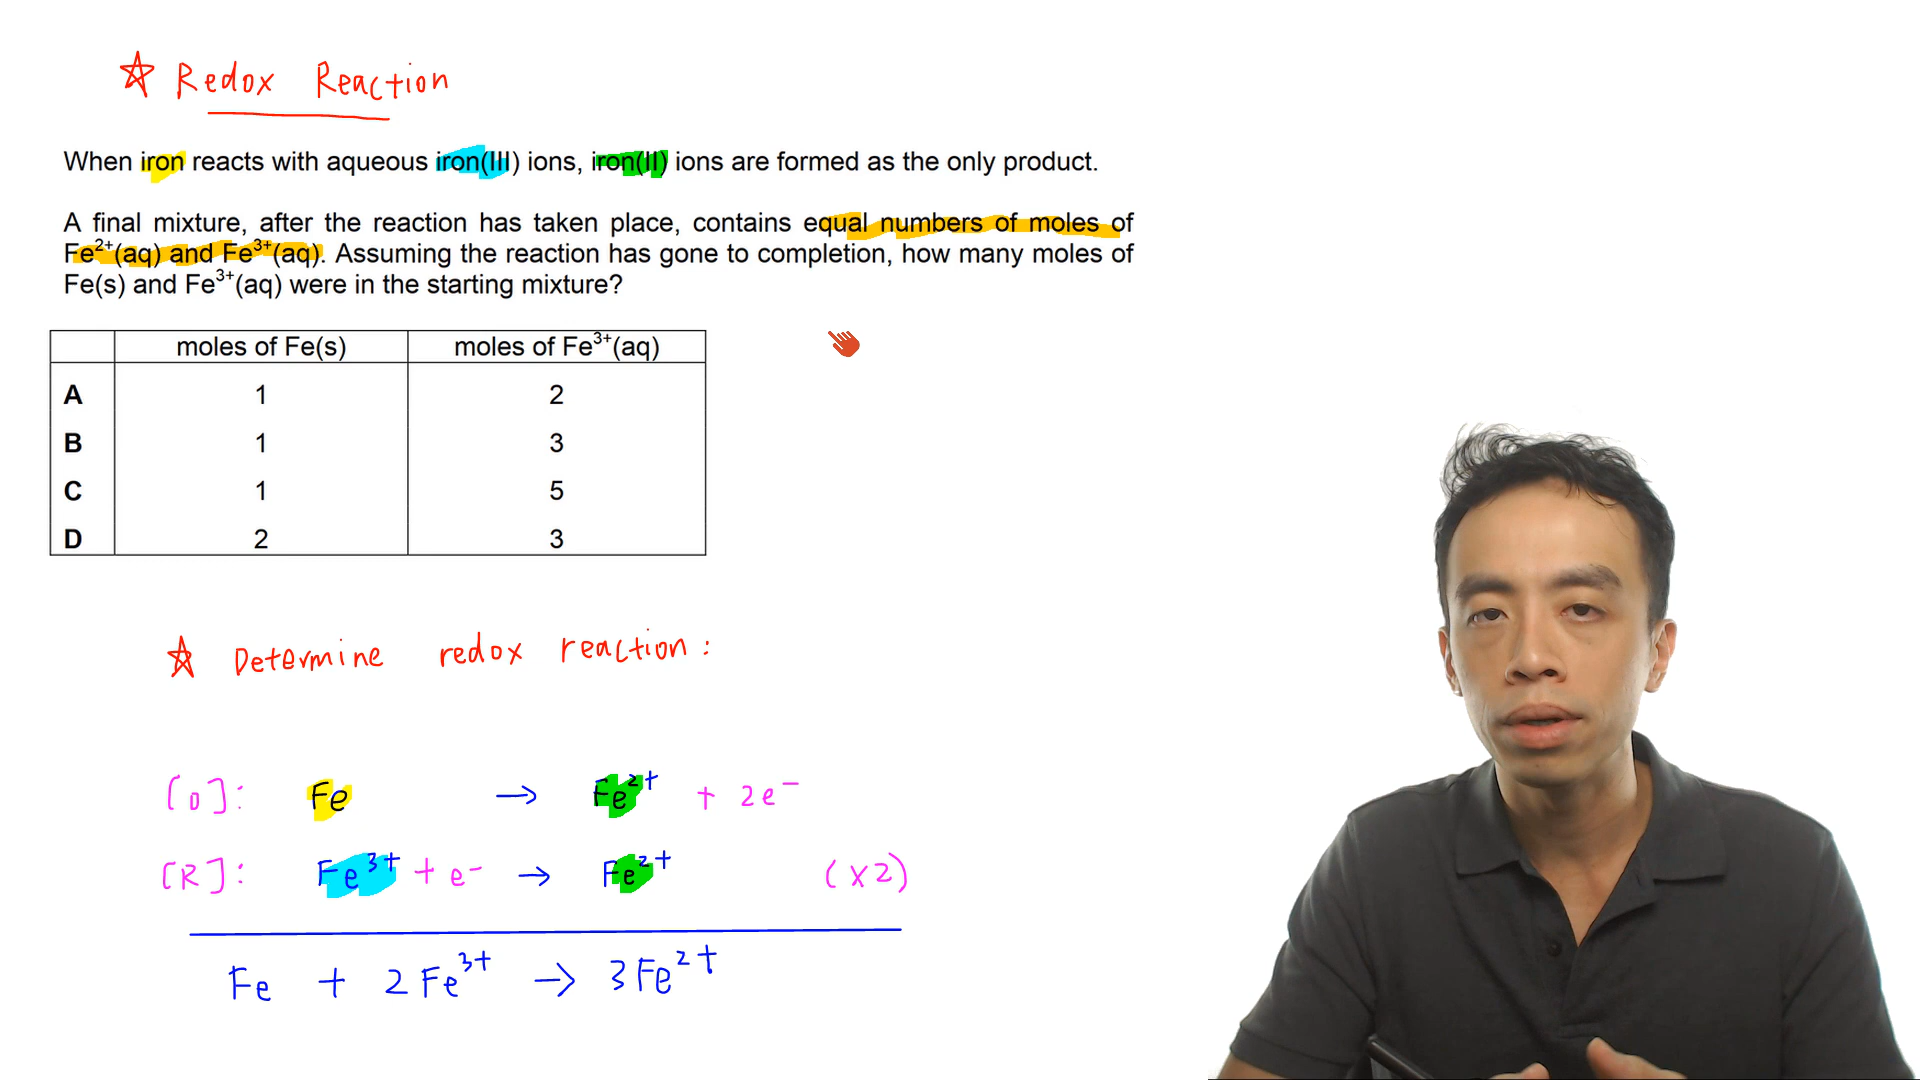 ☆ Redox Reaction
When iron reacts with aqueous iron(III) ions, iron(II) ions are formed as the only product.
A final mixture, after the reaction has taken place, contains equal numbers of moles of
Fe²⁺(aq) and Fe³⁺(aq). Assuming the reaction has gone to completion, how many moles of
Fe(s) and Fe³⁺(aq) were in the starting mixture?
moles of Fe(s) moles of Fe³⁺(aq)
A 1 2
B 1 3
C 1 5
D 2 3
☆ Determine redox reaction:
[O]: Fe → Fe²⁺ + 2e⁻
[R]: Fe³⁺ + e⁻ → Fe²⁺ (x2)
Fe + 2Fe³⁺ → 3Fe²⁺